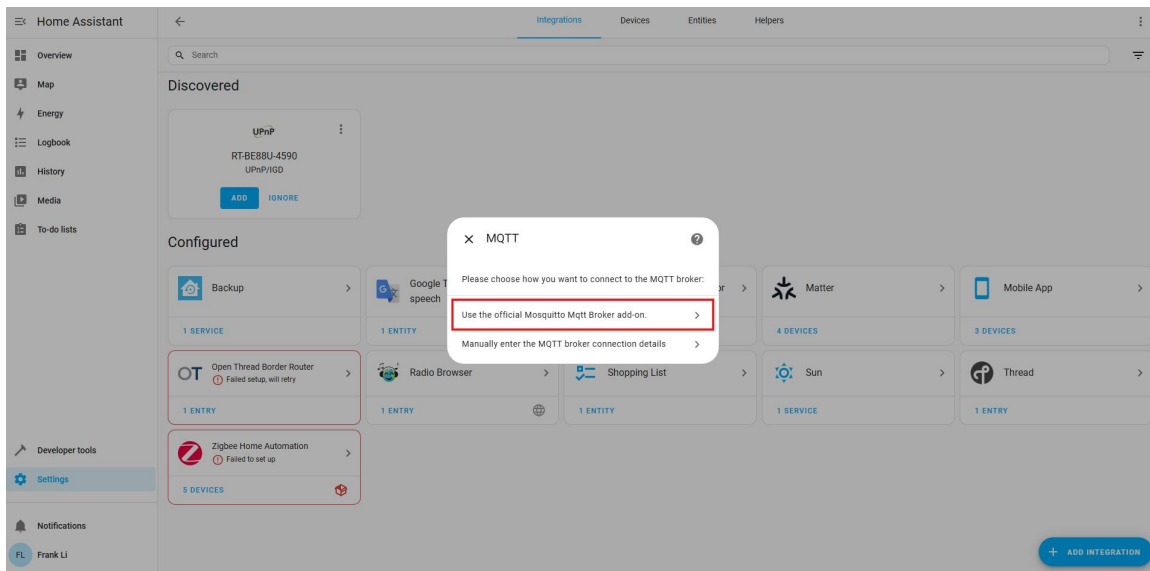 Home Assistant
Integrations
Devices
Entities
Helpers
Overview
Map
Energy
Logbook
History
Media
To-do lists
Developer tools
Settings
Notifications
FL
Frank Li
Search
Discovered
UPnP
RT-BE88U-4590
UPnP/IGD
ADD
IGNORE
Configured
Backup
1 SERVICE
Google T
speech
1 ENTITY
or
Matter
4 DEVICES
Mobile App
3 DEVICES
MQTT
Please choose how you want to connect to the MQTT broker:
Use the official Mosquitto Mqtt Broker add-on.
Manually enter the MQTT broker connection details
OT
Open Thread Border Router
Failed setup, will retry
1 ENTRY
Radio Browser
1 ENTRY
Shopping List
1 ENTITY
Sun
1 SERVICE
Thread
1 ENTRY
Zigbee Home Automation
Failed to set up
5 DEVICES
ADD INTEGRATION